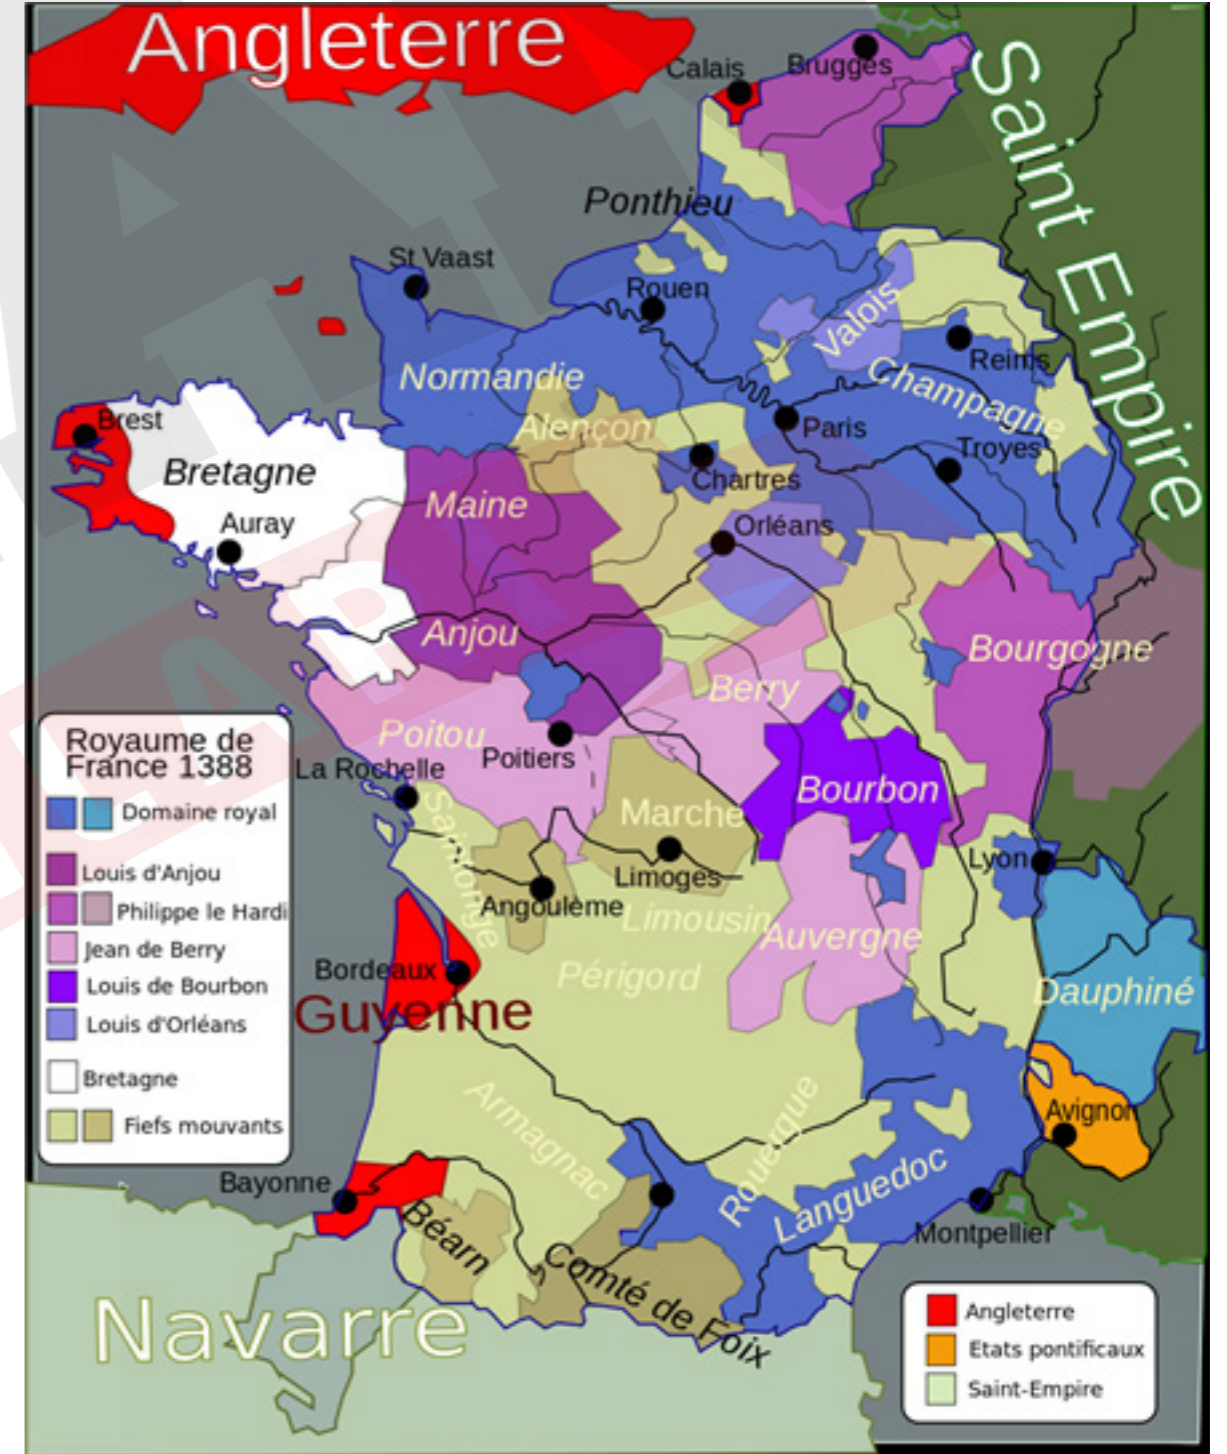 Angleterre
Calais
Brugges
Saint Empire
Ponthieu
St Vaast
Rouen
Valois
Reims
Normandie
Champagne
Brest
Alençon
Paris
Troyes
Bretagne
Chartres
Maine
Auray
Orléans
Anjou
Bourgogne
Berry
Poitou
Poitiers
La Rochelle
Bourbon
Saintonge
Marche
Lyon
Limoges
Angoulème
Limousin
Auvergne
Bordeaux
Périgord
Dauphiné
Guyenne
Armagnac
Rouergue
Avignon
Languedoc
Bayonne
Béarn
Montpellier
Comté de Foix
Navarre
Royaume de
France 1388
Domaine royal
Louis d'Anjou
Philippe le Hardi
Jean de Berry
Louis de Bourbon
Louis d'Orléans
Bretagne
Fiefs mouvants
Angleterre
Etats pontificaux
Saint-Empire